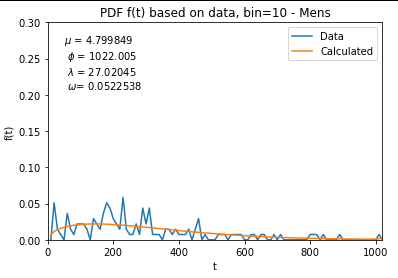 PDF f(t) based on data, bin=10 - Mens
0.30
0.25
0.20
0.15
0.10
0.05
0.00
f(t)
μ = 4.799849
ϕ = 1022.005
λ = 27.02045
ω= 0.0522538
Data
Calculated
0 200 400 600 800 1000
t